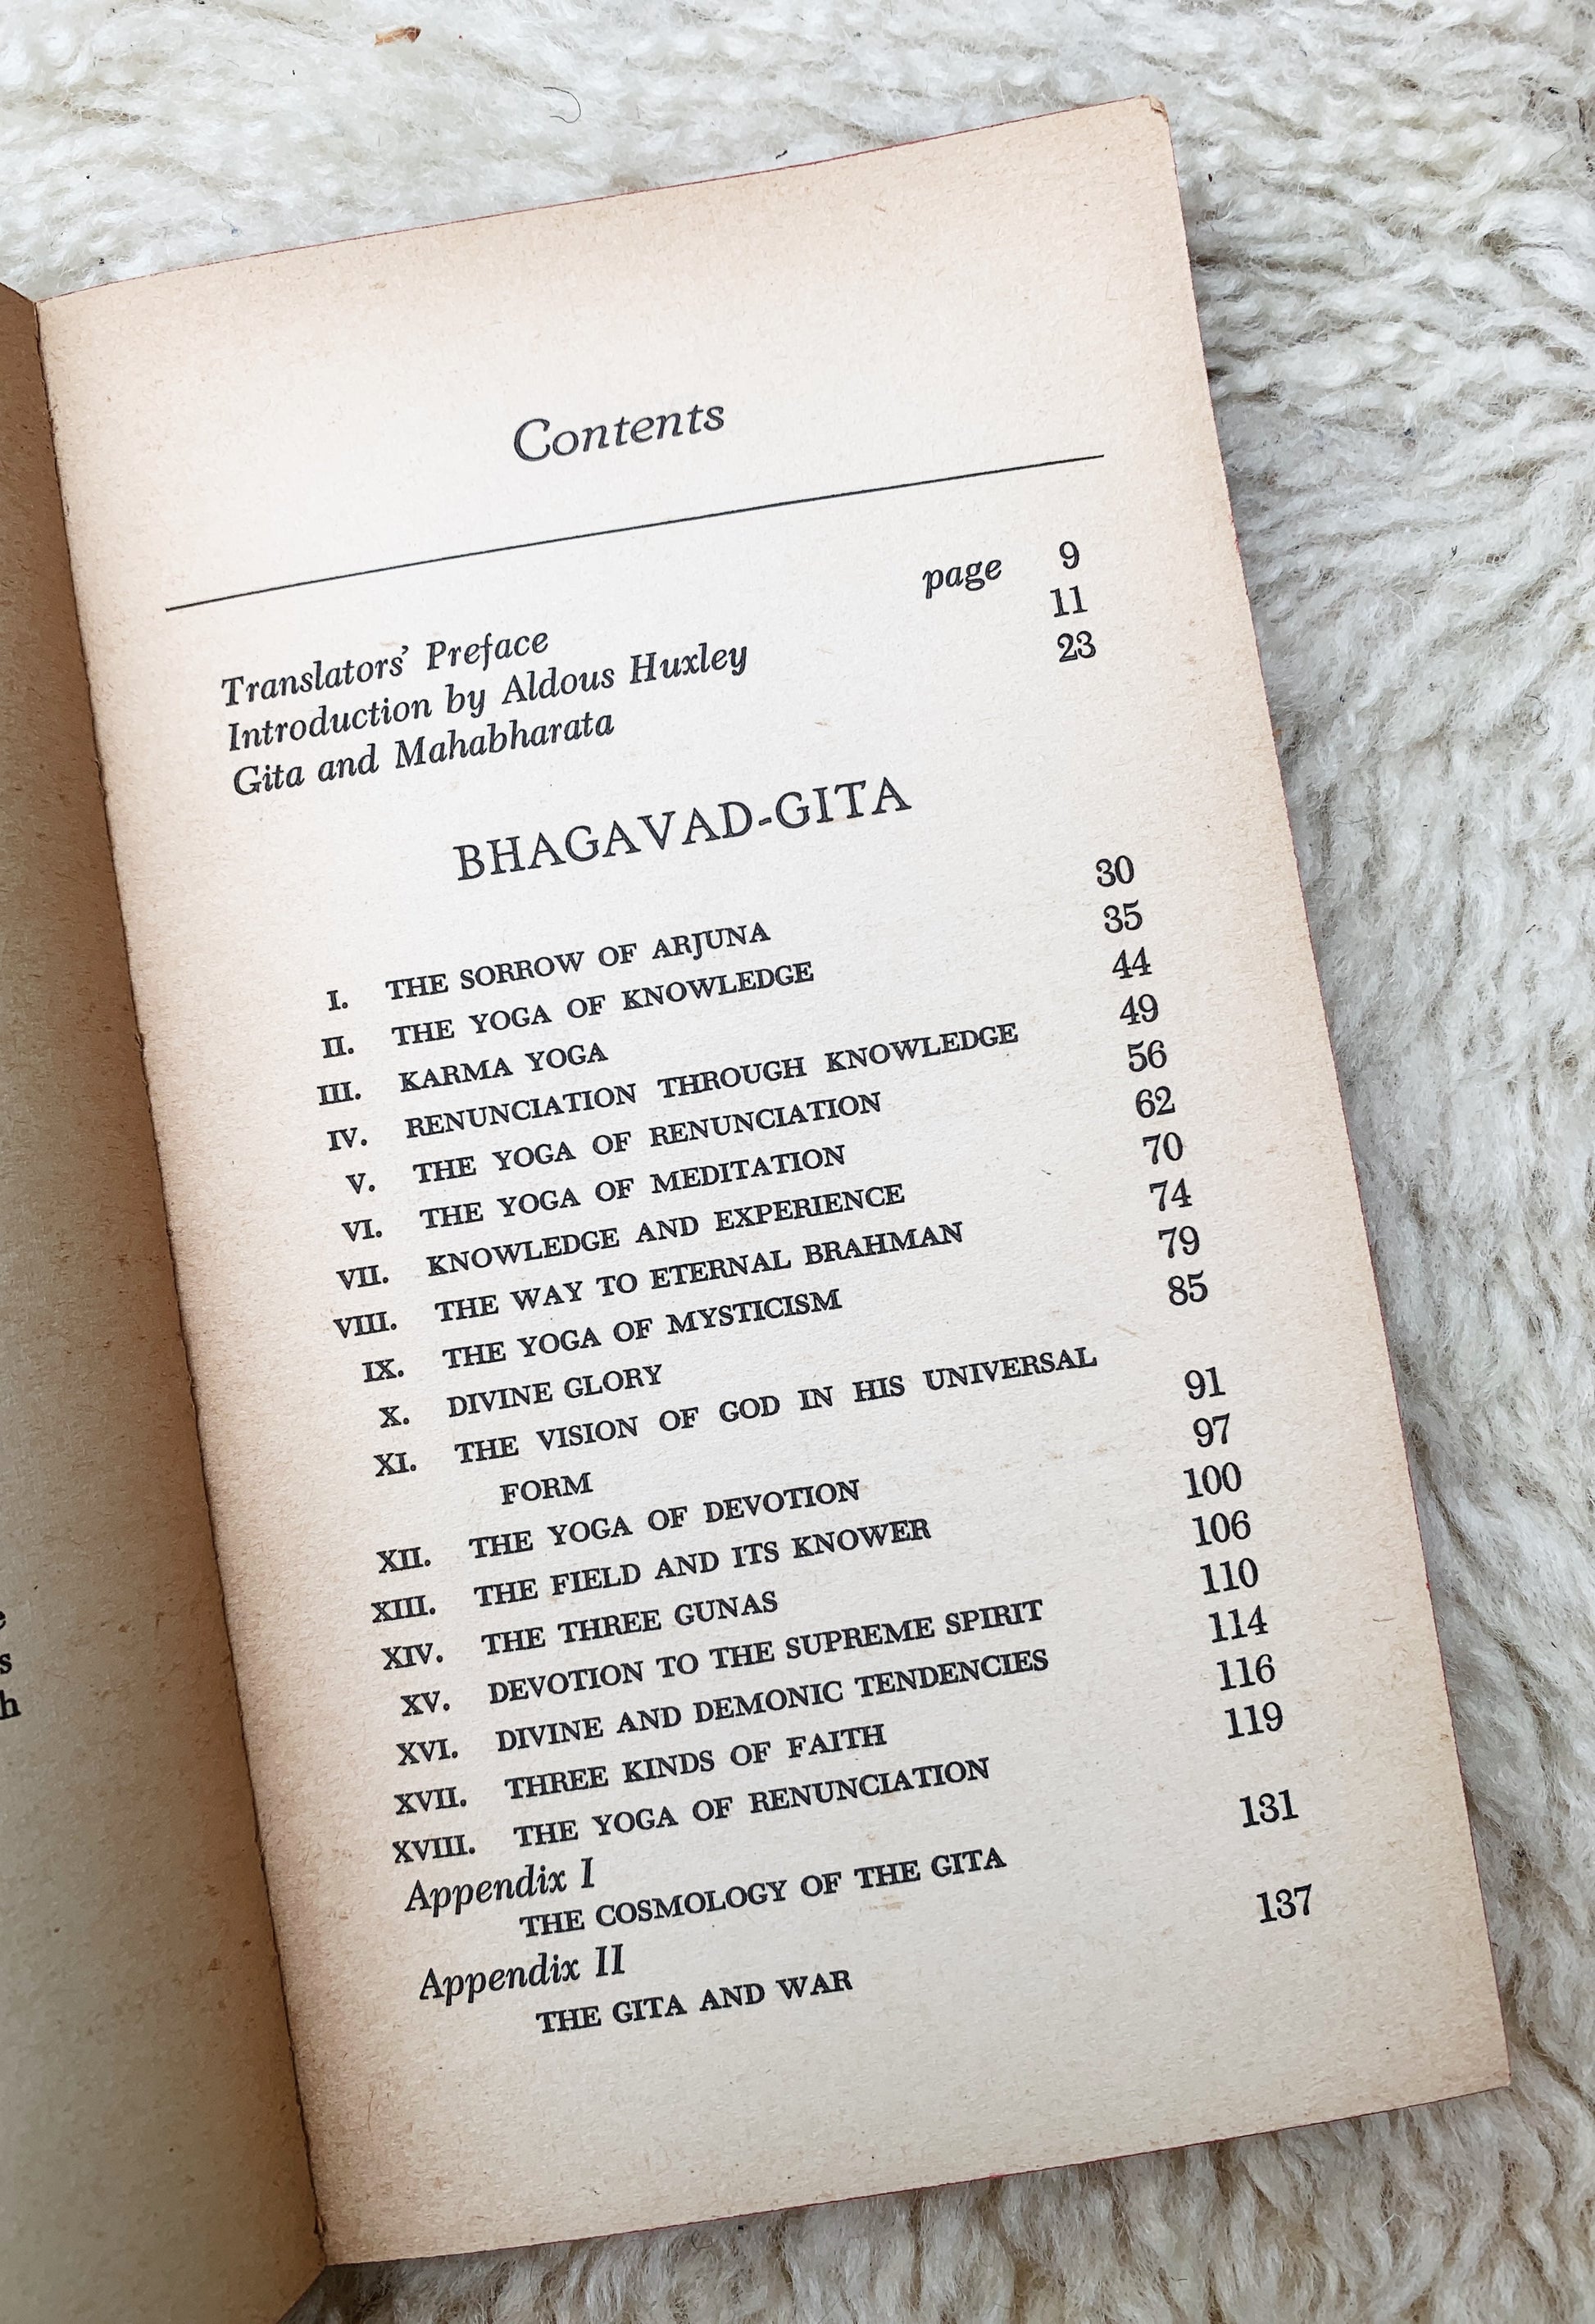 e
s
h
Contents
Translators' Preface page 9
Introduction by Aldous Huxley 11
Gita and Mahabharata 23
BHAGAVAD-GITA
I. THE SORROW OF ARJUNA 30
II. THE YOGA OF KNOWLEDGE 35
III. KARMA YOGA 44
IV. RENUNCIATION THROUGH KNOWLEDGE 49
V. THE YOGA OF RENUNCIATION 56
VI. THE YOGA OF MEDITATION 62
VII. KNOWLEDGE AND EXPERIENCE 70
VIII. THE WAY TO ETERNAL BRAHMAN 74
IX. THE YOGA OF MYSTICISM 79
X. DIVINE GLORY 85
XI. THE VISION OF GOD IN HIS UNIVERSAL
FORM 91
XII. THE YOGA OF DEVOTION 97
XIII. THE FIELD AND ITS KNOWER 100
XIV. THE THREE GUNAS 106
XV. DEVOTION TO THE SUPREME SPIRIT 110
XVI. DIVINE AND DEMONIC TENDENCIES 114
XVII. THREE KINDS OF FAITH 116
XVIII. THE YOGA OF RENUNCIATION 119
Appendix I
THE COSMOLOGY OF THE GITA 131
Appendix II
THE GITA AND WAR 137